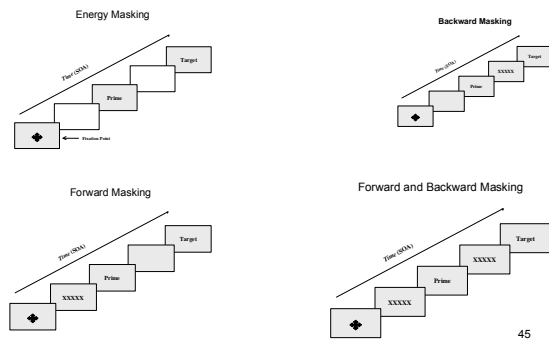 Energy Masking
Target
Time (SOA)
Prime
Fixation Point
Backward Masking
Target
Time (SOA)
XXXXX
Prime
Forward Masking
Target
Time (SOA)
Prime
XXXXX
Forward and Backward Masking
Target
Time (SOA)
XXXXX
Prime
XXXXX
45